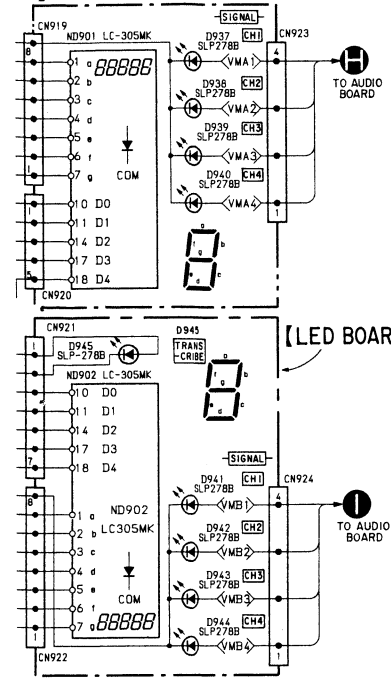 CN919
ND901 LC-305MK
SIGNAL
CN923
8
1 a
2 b
3 c
4 d
5 e
6 f
7 g
1
88888
COM
D937 CH1
SLP278B
VMA1
D938 CH2
SLP278B
VMA2
D939 CH3
SLP278B
VMA3
D940 CH4
SLP278B
VMA4
4
1
H
TO AUDIO
BOARD
1
10 D0
11 D1
14 D2
17 D3
18 D4
5
CN920
a
f b
g
e c
d
CN921
1
D945
SLP-278B
D945
TRANS
-CRIBE
【LED BOAR
ND902 LC-305MK
10 D0
11 D1
14 D2
17 D3
18 D4
7
a
f b
g
e c
d
SIGNAL
CN924
8
ND902
LC305MK
1 a
2 b
3 c
4 d
5 e
6 f
7 g
COM
88888
1
CN922
D941 CH1
SLP278B
VMB1
D942 CH2
SLP278B
VMB2
D943 CH3
SLP278B
VMB3
D944 CH4
SLP278B
VMB4
4
1
I
TO AUDIO
BOARD